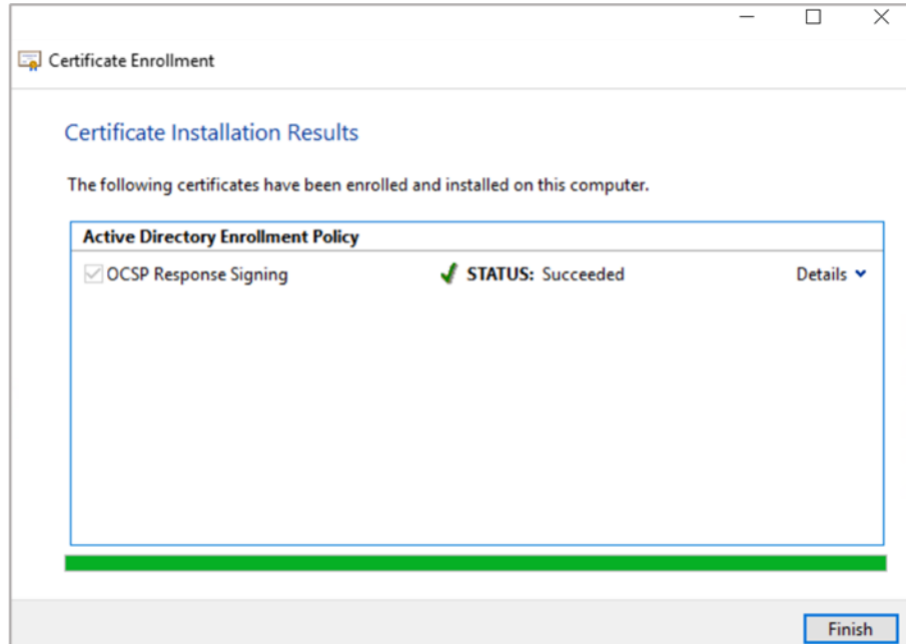 Certificate Enrollment
Certificate Installation Results
The following certificates have been enrolled and installed on this computer.
Active Directory Enrollment Policy
OCSP Response Signing STATUS: Succeeded Details
Finish